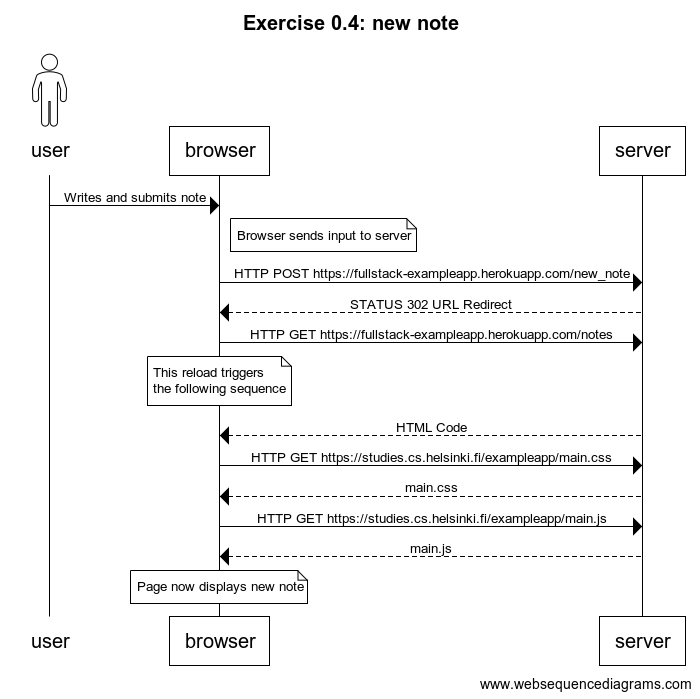 Exercise 0.4: new note
user
browser
server
Writes and submits note
Browser sends input to server
HTTP POST https://fullstack-exampleapp.herokuapp.com/new_note
STATUS 302 URL Redirect
HTTP GET https://fullstack-exampleapp.herokuapp.com/notes
This reload triggers
the following sequence
HTML Code
HTTP GET https://studies.cs.helsinki.fi/exampleapp/main.css
main.css
HTTP GET https://studies.cs.helsinki.fi/exampleapp/main.js
main.js
Page now displays new note
user
browser
server
www.websequencediagrams.com